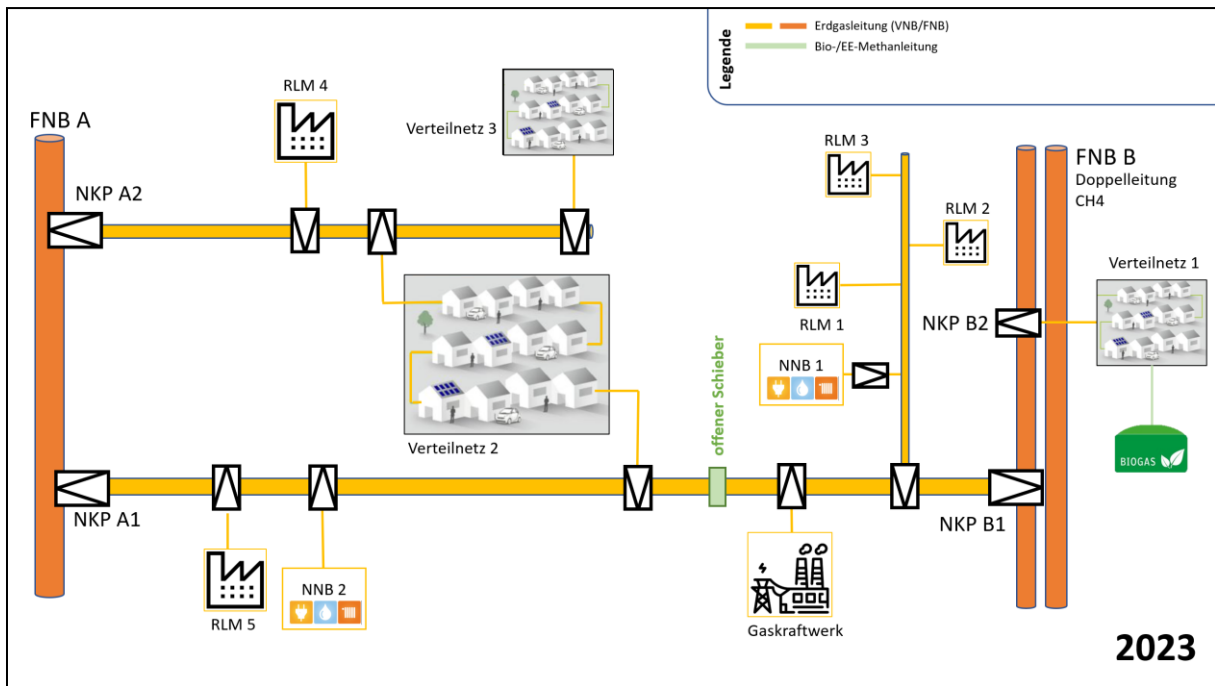 Legende
Erdgasleitung (VNB/FNB)
Bio-/EE-Methanleitung
FNB A
RLM 4
Verteilnetz 3
NKP A2
RLM 3
RLM 2
FNB B
Doppelleitung
CH4
Verteilnetz 1
RLM 1
NKP B2
NNB 1
offener Schieber
Verteilnetz 2
BIOGAS
NKP A1
NKP B1
RLM 5
NNB 2
Gaskraftwerk
2023